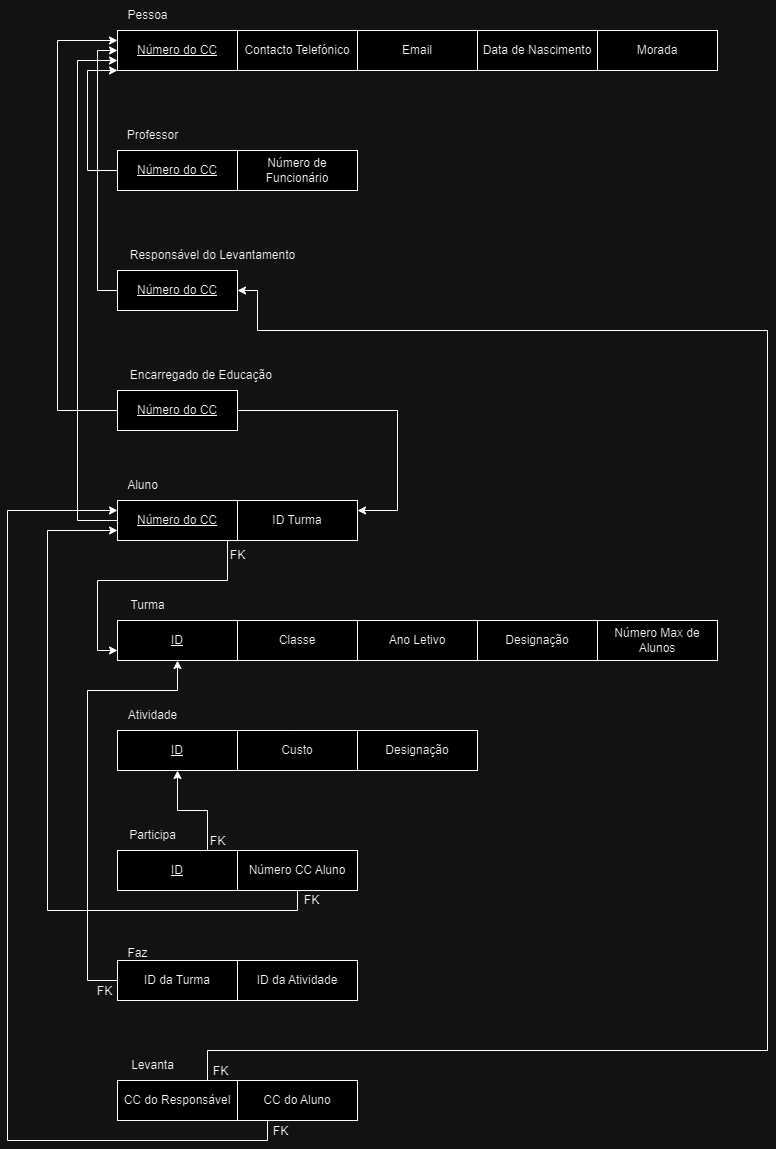 Pessoa
Número do CC
Contacto Telefónico
Email
Data de Nascimento
Morada
Professor
Número do CC
Número de
Funcionário
Responsável do Levantamento
Número do CC
Encarregado de Educação
Número do CC
Aluno
Número do CC
ID Turma
FK
Turma
ID
Classe
Ano Letivo
Designação
Número Max de
Alunos
Atividade
ID
Custo
Designação
Participa
FK
ID
Número CC Aluno
FK
Faz
ID da Turma
ID da Atividade
FK
Levanta
FK
CC do Responsável
CC do Aluno
FK